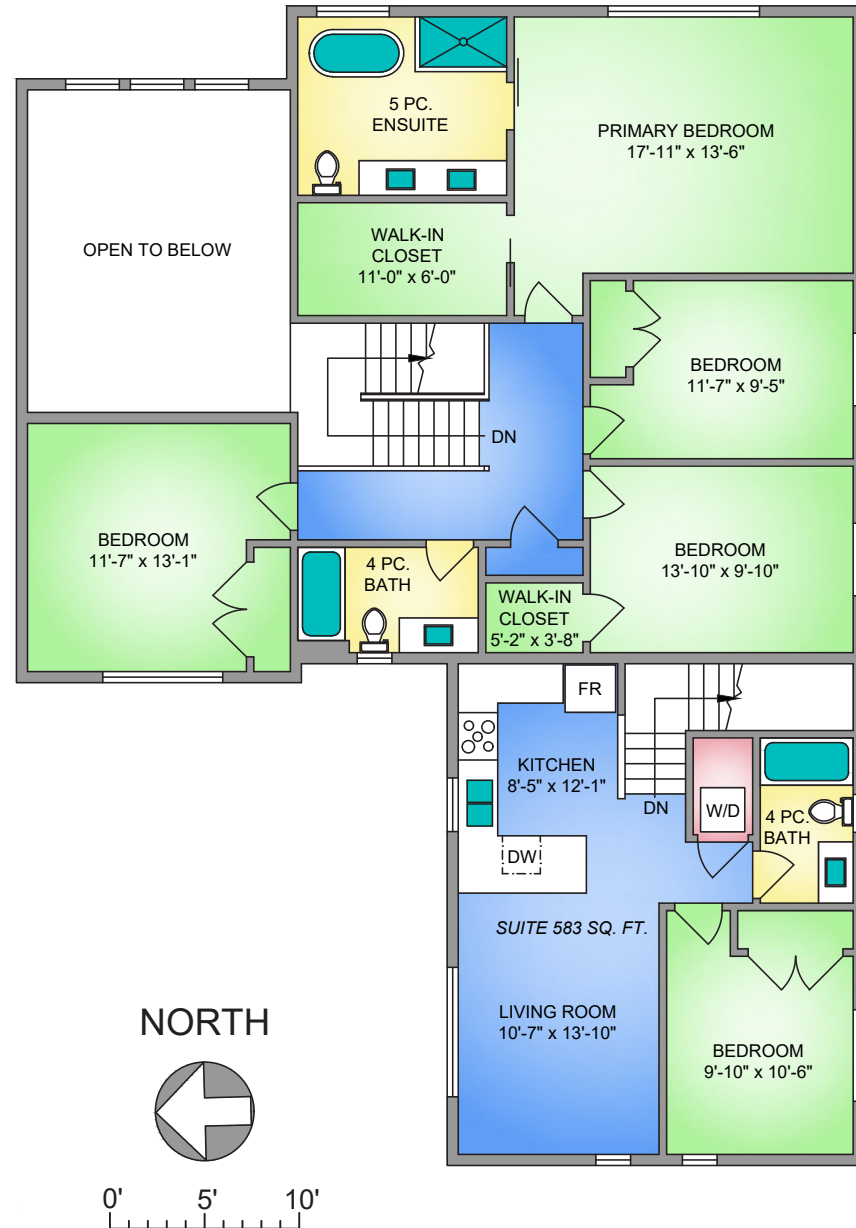 5 PC.
ENSUITE
PRIMARY BEDROOM
17'-11" x 13'-6"
OPEN TO BELOW
WALK-IN
CLOSET
11'-0" x 6'-0"
BEDROOM
11'-7" x 9'-5"
DN
BEDROOM
11'-7" x 13'-1"
4 PC.
BATH
BEDROOM
13'-10" x 9'-10"
WALK-IN
CLOSET
5'-2" x 3'-8"
FR
KITCHEN
8'-5" x 12'-1"
DN
W/D
4 PC.
BATH
DW
SUITE 583 SQ. FT.
LIVING ROOM
10'-7" x 13'-10"
BEDROOM
9'-10" x 10'-6"
NORTH
0' 5' 10'